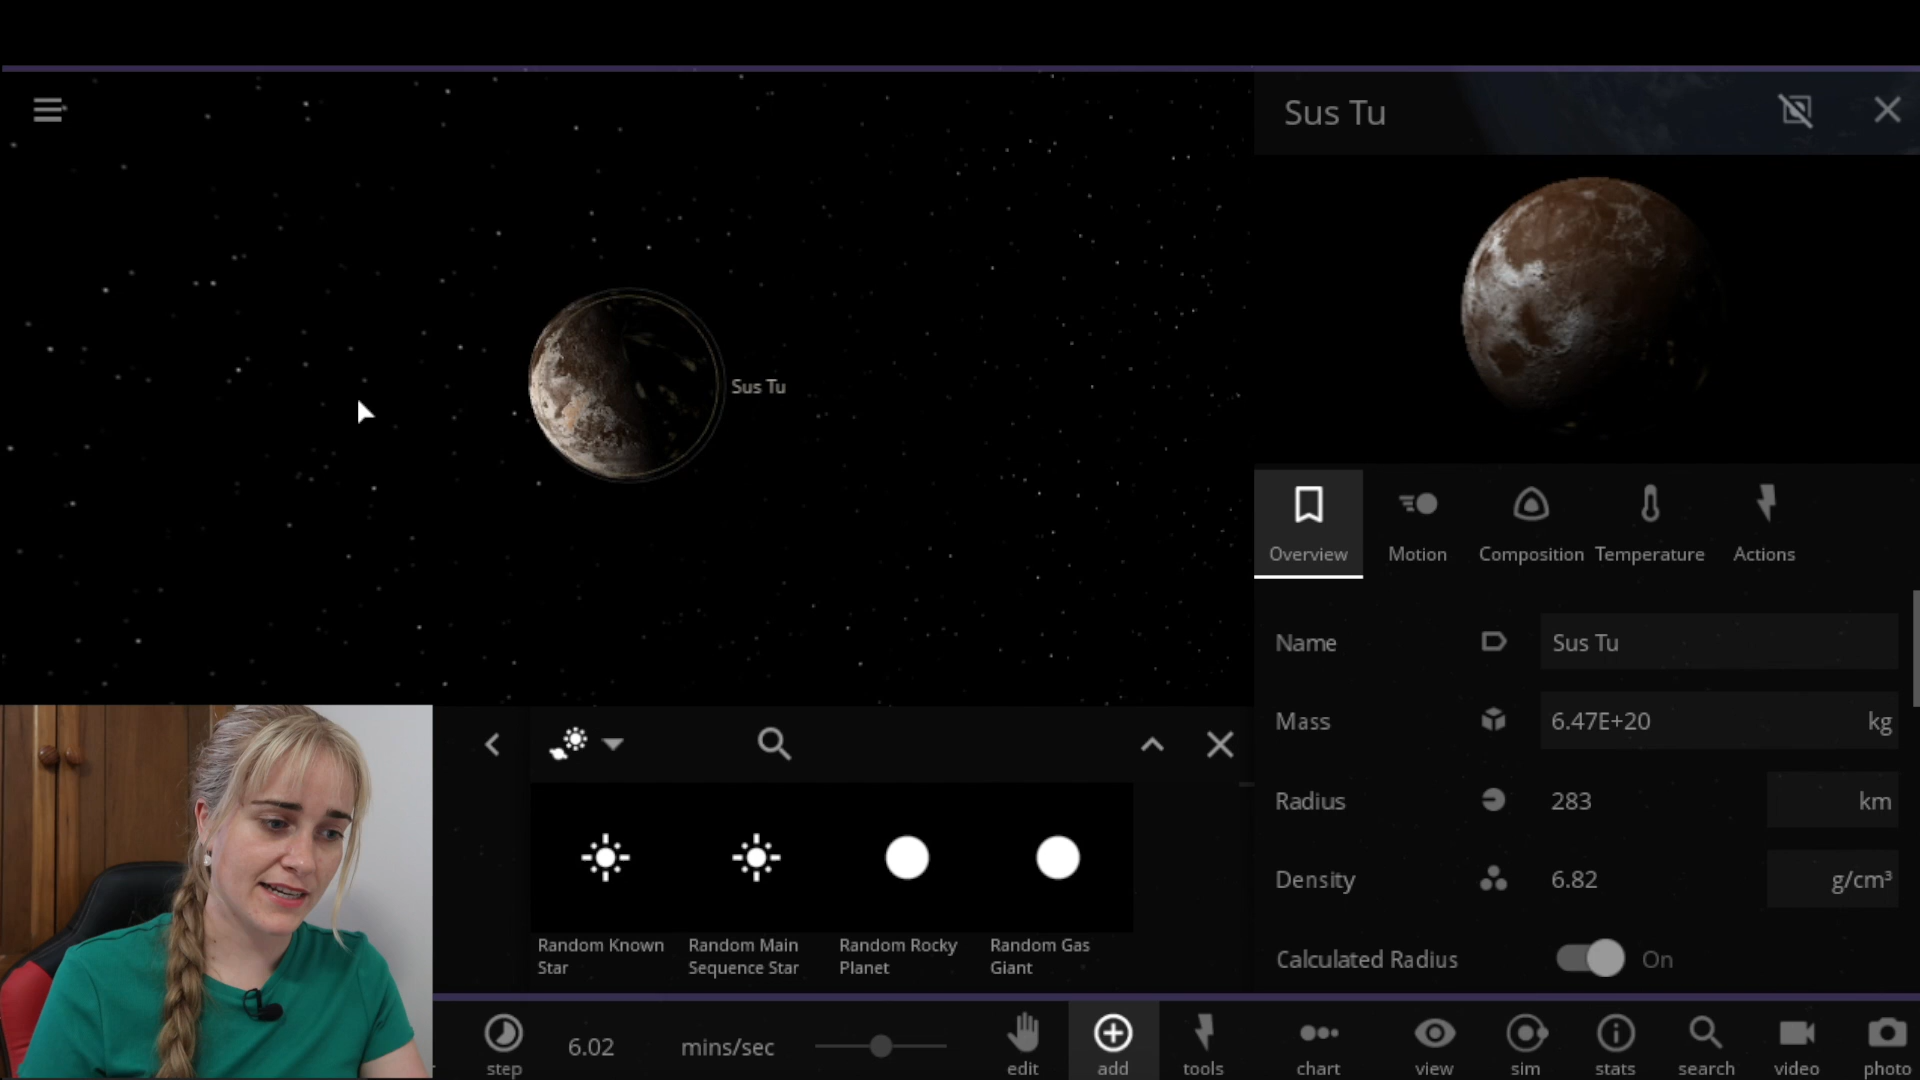 Sus Tu
Sus Tu
Overview
Motion
Composition
Temperature
Actions
Name
Sus Tu
Mass
6.47E+20
kg
Radius
283
km
Density
6.82
g/cm³
Calculated Radius
On
Random Known
Star
Random Main
Sequence Star
Random Rocky
Planet
Random Gas
Giant
step
6.02
mins/sec
edit
add
tools
chart
view
sim
stats
search
video
photo